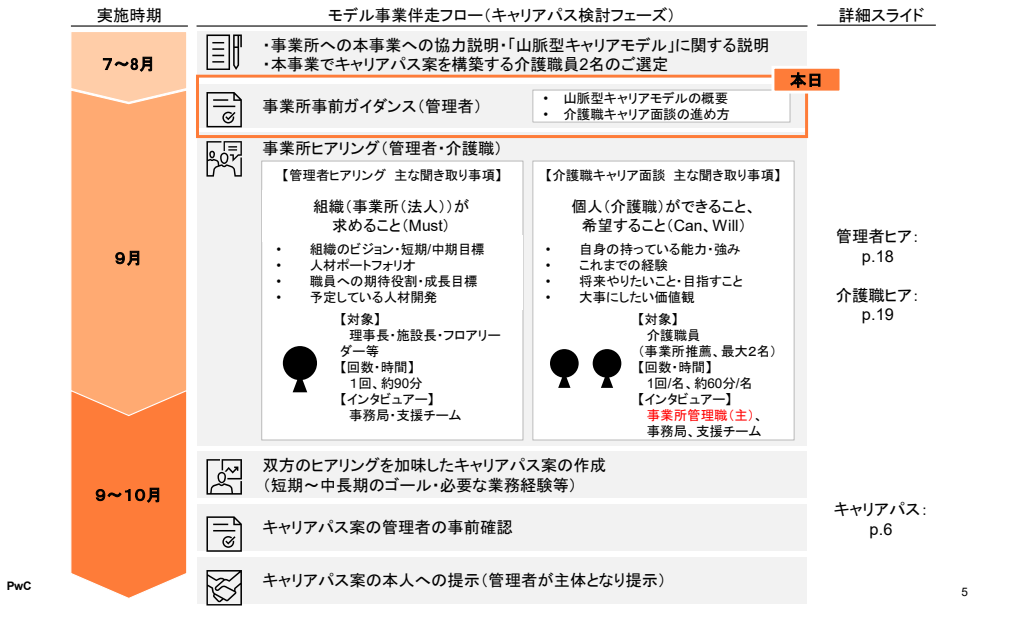 実施時期
モデル事業伴走フロー(キャリアパス検討フェーズ)
詳細スライド
7~8月
・事業所への本事業への協力説明・「山脈型キャリアモデル」に関する説明
・本事業でキャリアパス案を構築する介護職員2名のご選定
本日
事業所事前ガイダンス(管理者)
• 山脈型キャリアモデルの概要
• 介護職キャリア面談の進め方
9月
事業所ヒアリング(管理者・介護職)
【管理者ヒアリング 主な聞き取り事項】
組織(事業所(法人))が
求めること(Must)
• 組織のビジョン・短期/中期目標
• 人材ポートフォリオ
• 職員への期待役割・成長目標
• 予定している人材開発
【対象】
理事長・施設長・フロアリー
ダー等
【回数・時間】
1回、約90分
【インタビュアー】
事務局・支援チーム
【介護職キャリア面談 主な聞き取り事項】
個人(介護職)ができること、
希望すること(Can、Will)
• 自身の持っている能力・強み
• これまでの経験
• 将来やりたいこと・目指すこと
• 大事にしたい価値観
【対象】
介護職員
(事業所推薦、最大2名)
【回数・時間】
1回/名、約60分/名
【インタビュアー】
事業所管理職(主)、
事務局、支援チーム
管理者ヒア:
p.18
介護職ヒア:
p.19
9~10月
双方のヒアリングを加味したキャリアパス案の作成
(短期~中長期のゴール・必要な業務経験等)
キャリアパス案の管理者の事前確認
キャリアパス:
p.6
キャリアパス案の本人への提示(管理者が主体となり提示)
PwC
5